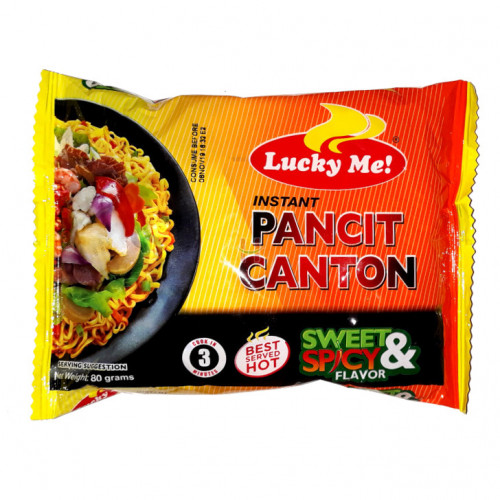 CONSUME BEFORE
Lucky Me!
®
INSTANT
PANCIT
CANTON
COOK IN
3
MINUTES
BEST
SERVED
HOT
SWEET
& SPICY
FLAVOR
SERVING SUGGESTION
Net Weight: 80 grams